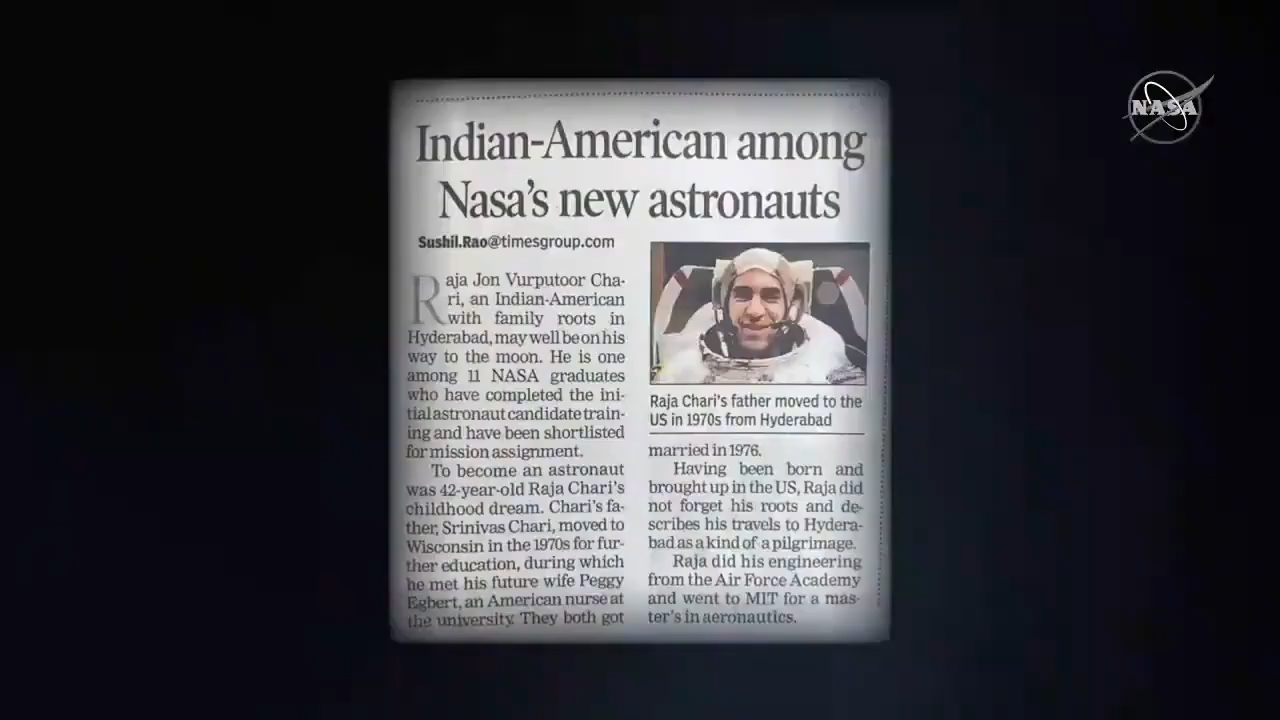 Indian-American among
Nasa's new astronauts
Sushil.Rao@timesgroup.com
Raja Jon Vurputoor Cha-
ri, an Indian-American
with family roots in
Hyderabad, may well be on his
way to the moon. He is one
among 11 NASA graduates
who have completed the ini-
tial astronaut candidate train-
ing and have been shortlisted
for mission assignment.
To become an astronaut
was 42-year-old Raja Chari's
childhood dream. Chari's fa-
ther, Srinivas Chari, moved to
Wisconsin in the 1970s for fur-
ther education, during which
he met his future wife Peggy
Egbert, an American nurse at
the university. They both got
Raja Chari's father moved to the
US in 1970s from Hyderabad
married in 1976.
Having been born and
brought up in the US, Raja did
not forget his roots and de-
scribes his travels to Hydera-
bad as a kind of a pilgrimage.
Raja did his engineering
from the Air Force Academy
and went to MIT for a mas-
ter's in aeronautics.
NASA